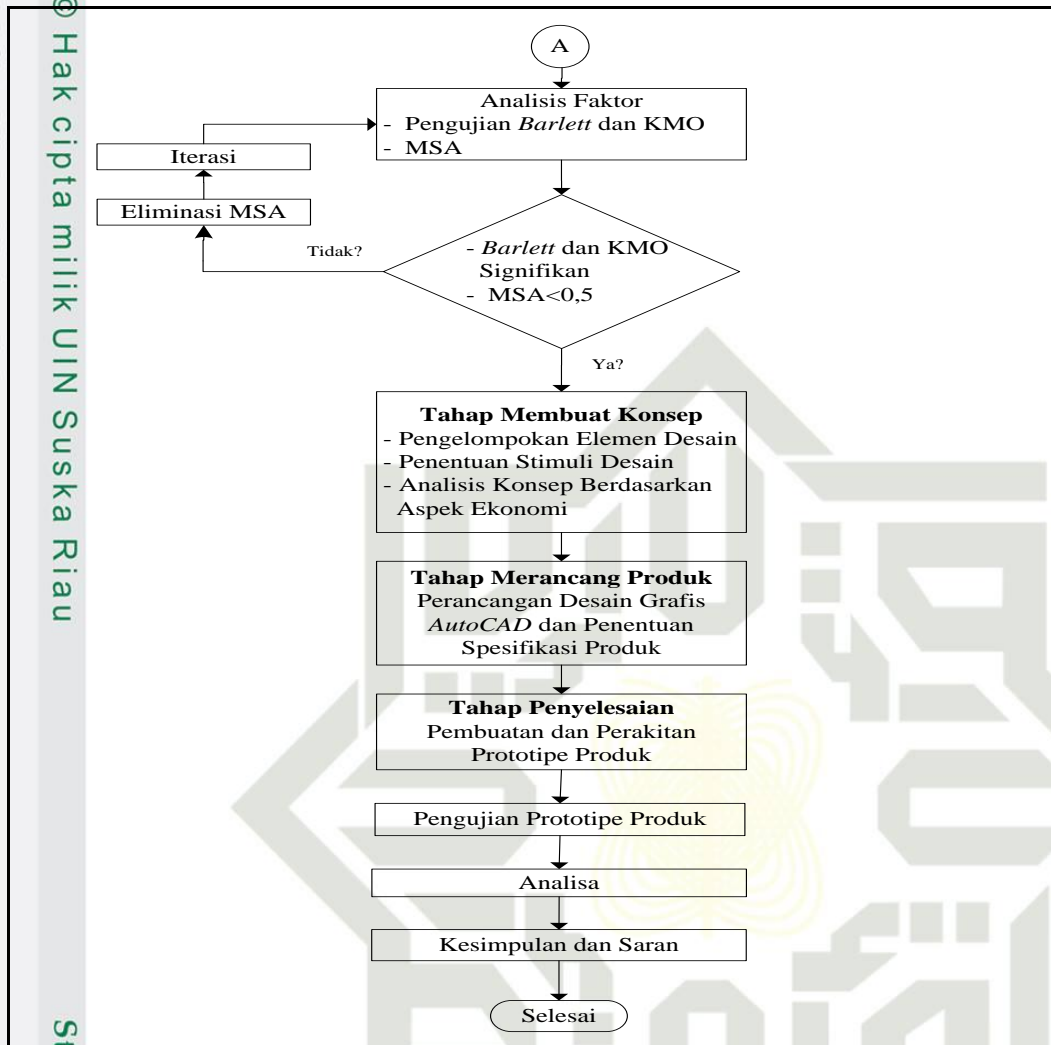 © Hak cipta milik UIN Suska Riau
A
Analisis Faktor
- Pengujian Barlett dan KMO
- MSA
Iterasi
Eliminasi MSA
Tidak?
- Barlett dan KMO
Signifikan
- MSA<0,5
Ya?
Tahap Membuat Konsep
- Pengelompokan Elemen Desain
- Penentuan Stimuli Desain
- Analisis Konsep Berdasarkan
Aspek Ekonomi
Tahap Merancang Produk
Perancangan Desain Grafis
AutoCAD dan Penentuan
Spesifikasi Produk
Tahap Penyelesaian
Pembuatan dan Perakitan
Prototipe Produk
Pengujian Prototipe Produk
Analisa
Kesimpulan dan Saran
Selesai